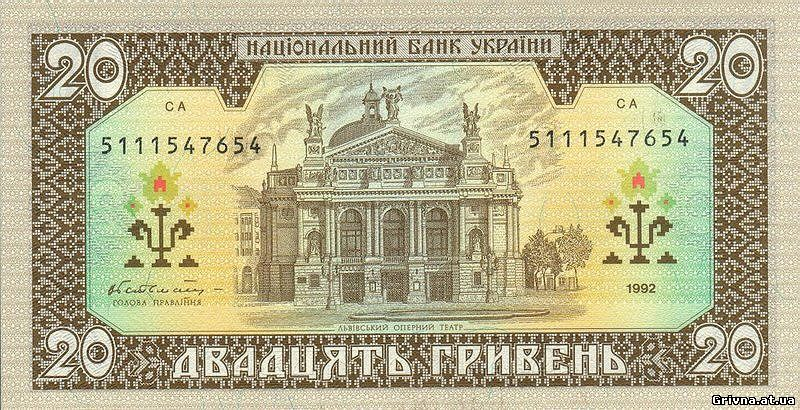 20 НАЦІОНАЛЬНИЙ БАНК УКРАЇНИ 20
СА СА
5111547654 5111547654
1992
ГОЛОВА ПРАВЛІННЯ
ЛЬВІВСЬКИЙ ОПЕРНИЙ ТЕАТР
20 ДВАДЦЯТЬ ГРИВЕНЬ 20
Grivna.at.ua